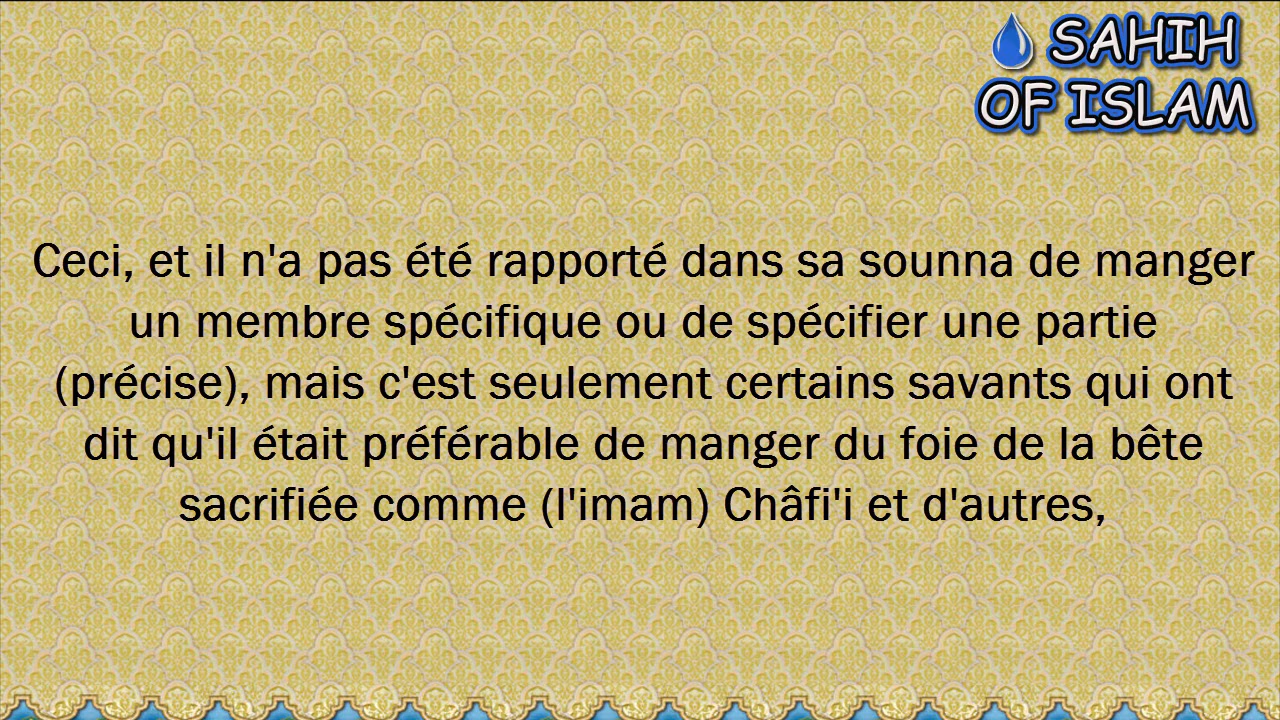 SAHIH
OF ISLAM
Ceci, et il n'a pas été rapporté dans sa sounna de manger
un membre spécifique ou de spécifier une partie
(précise), mais c'est seulement certains savants qui ont
dit qu'il était préférable de manger du foie de la bête
sacrifiée comme (l'imam) Châfi'i et d'autres,